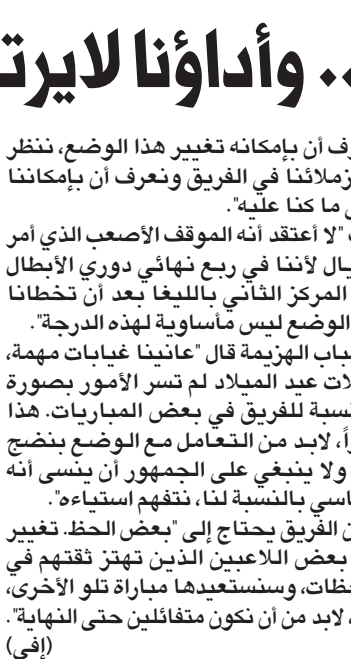 .. وأداؤنا لايرت
رف أن بإمكانه تغيير هذا الوضع، ننظر
زملائنا في الفريق ونعرف أن بإمكاننا
ى ما كنا عليه".
"لا أعتقد أنه الموقف الأصعب الذي أمر
يال لأننا في ربع نهائي دوري الأبطال
المركز الثاني بالليغا بعد أن تخطانا
الوضع ليس مأساوية لهذه الدرجة".
سباب الهزيمة قال "عانينا غيابات مهمة،
لات عيد الميلاد لم تسر الأمور بصورة
نسبة للفريق في بعض المباريات. هذا
راً، لابد من التعامل مع الوضع بنضج
ولا ينبغي على الجمهور أن ينسى أنه
اسي بالنسبة لنا، نتفهم استياءه".
ن الفريق يحتاج إلى "بعض الحظ. تغيير
بعض اللاعبين الذين تهتز ثقتهم في
حظات، وسنستعيدها مباراة تلو الأخرى،
، لابد من أن نكون متفائلين حتى النهاية".
(إفي)